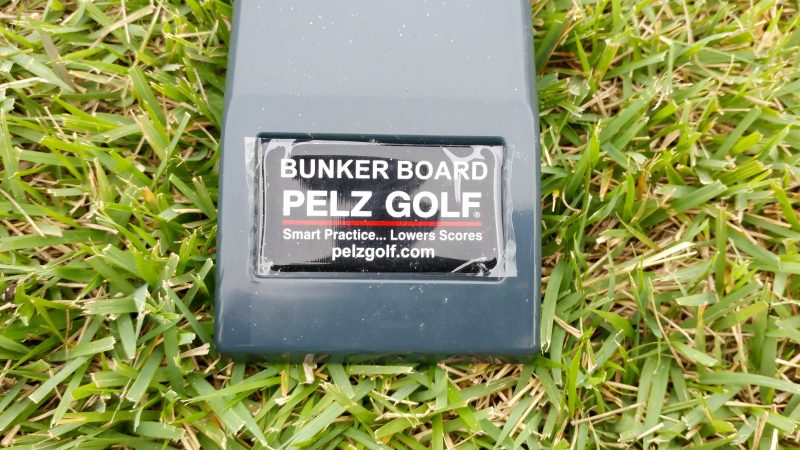 BUNKER BOARD
PELZ GOLF®
Smart Practice... Lowers Scores
pelzgolf.com